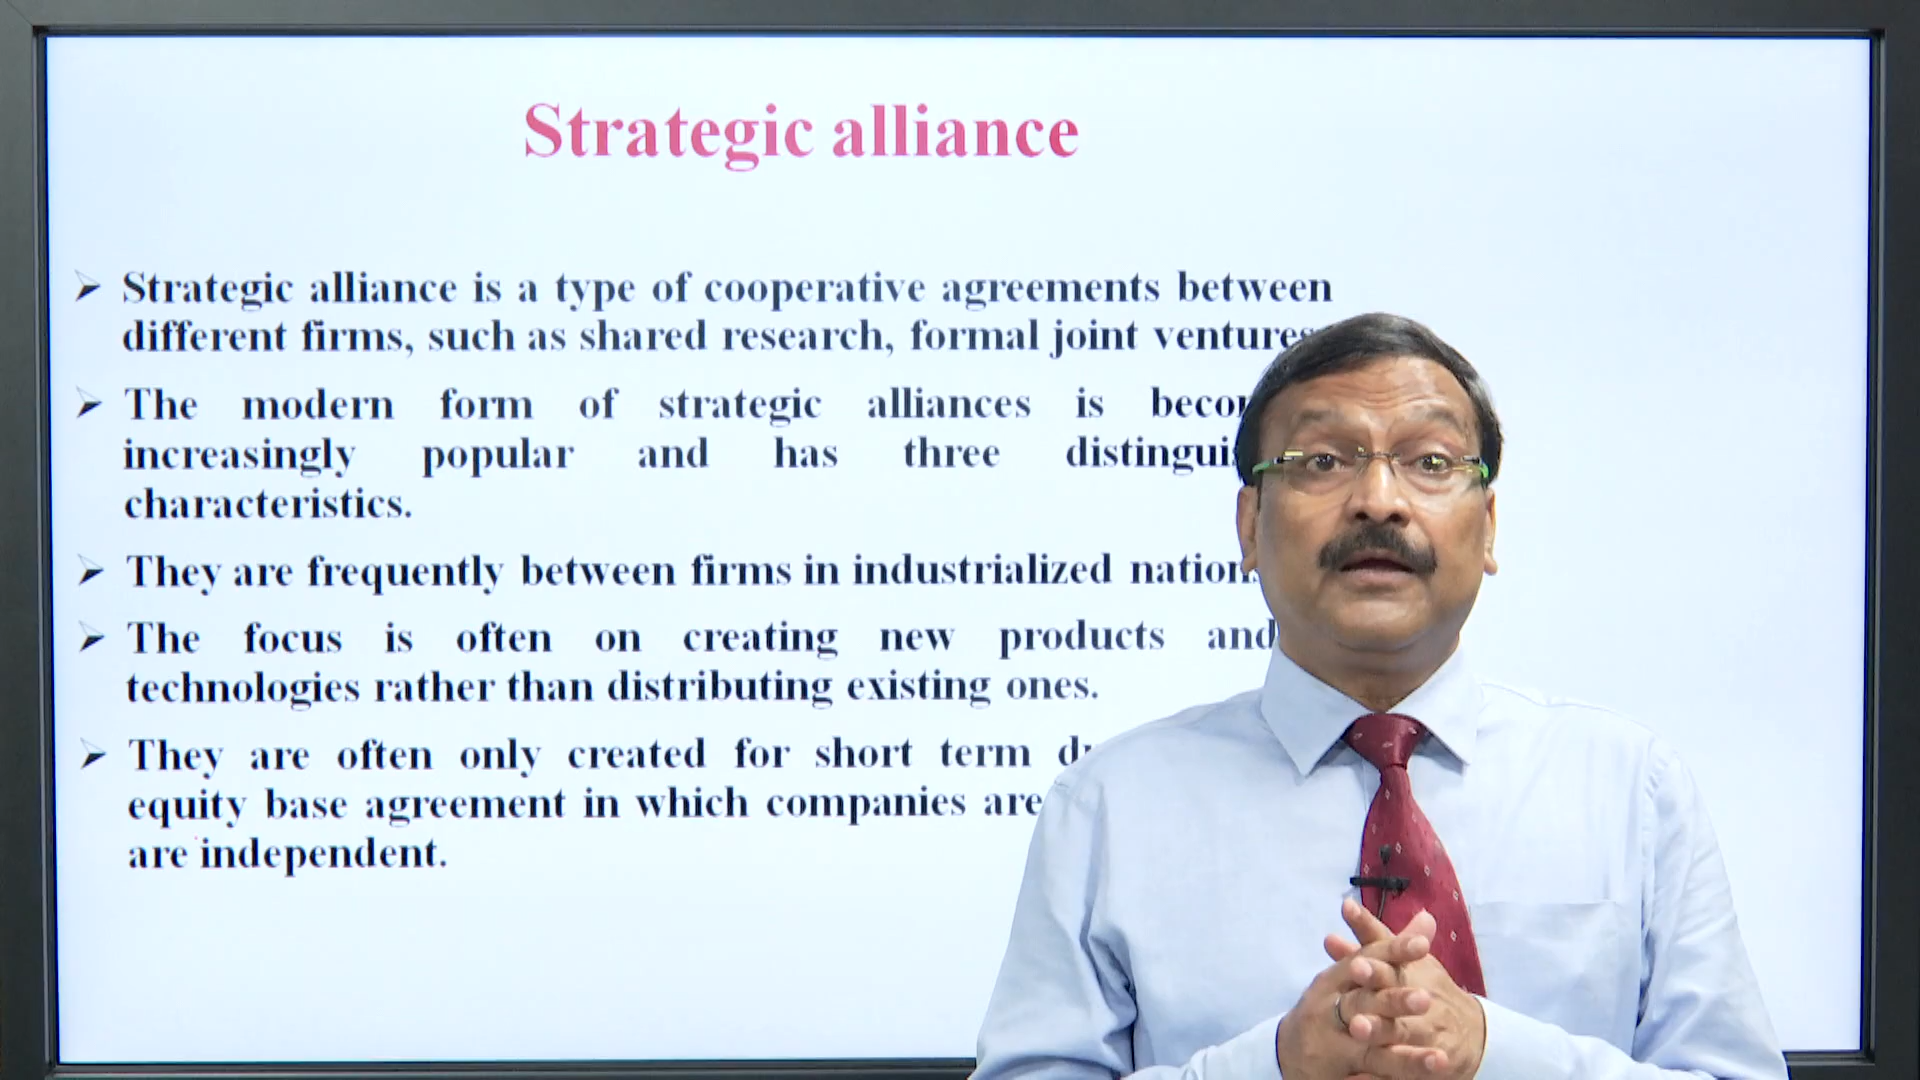 Strategic alliance
Strategic alliance is a type of cooperative agreements between
different firms, such as shared research, formal joint ventures
The modern form of strategic alliances is
increasingly popular and has three
characteristics.
They are frequently between firms in industrialized
The focus is often on creating new products and
technologies rather than distributing existing ones.
They are often only created for short term
equity base agreement in which companies are
are independent.